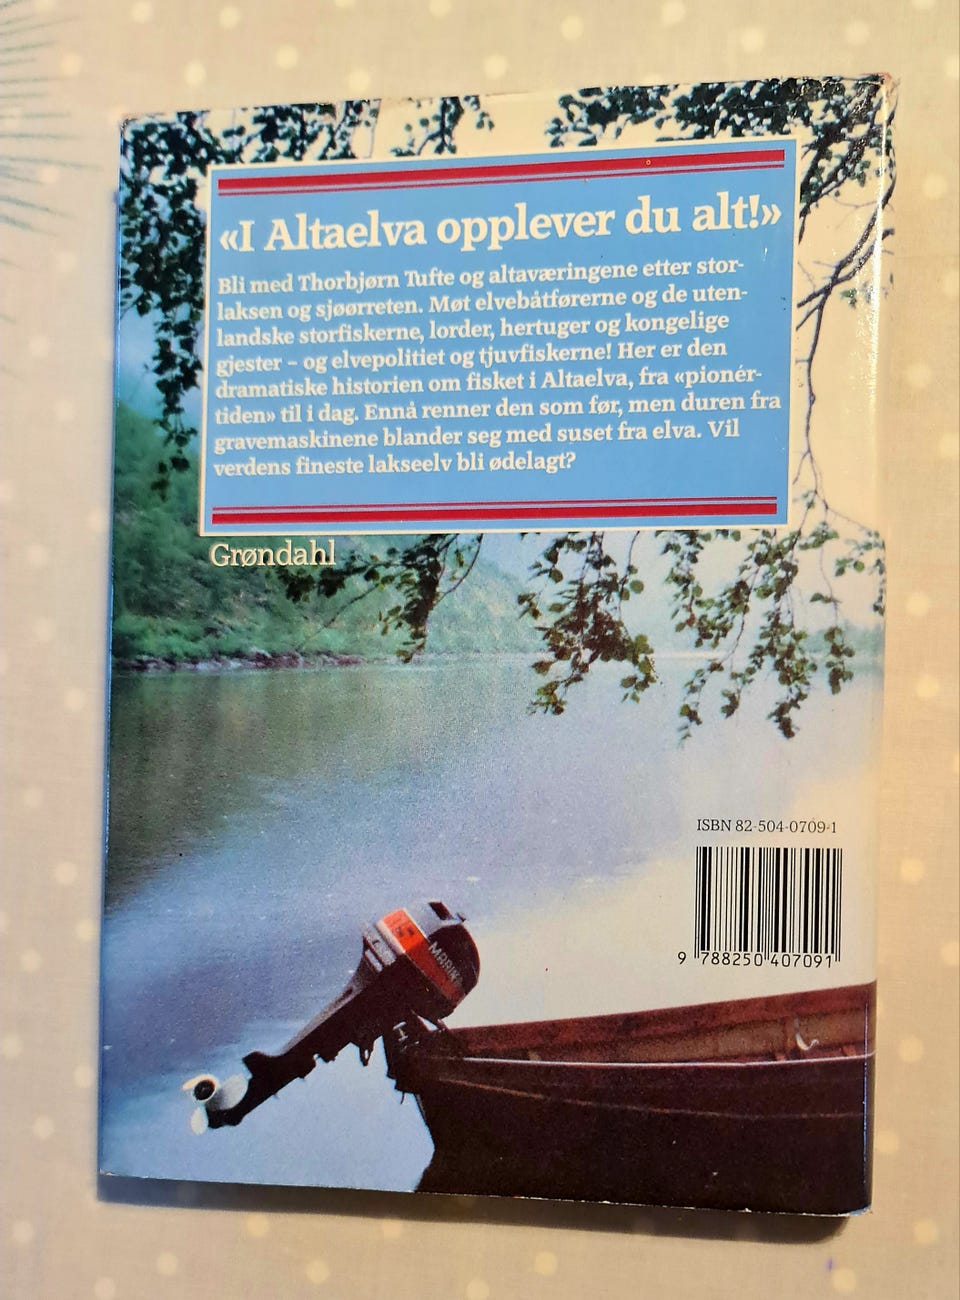 «I Altaelva opplever du alt!»
Bli med Thorbjørn Tufte og altaværingene etter stor-
laksen og sjøørreten. Møt elvebåtførerne og de uten-
landske storfiskerne, lorder, hertuger og kongelige
gjester – og elvepolitiet og tjuvfiskerne! Her er den
dramatiske historien om fisket i Altaelva, fra «pionér-
tiden» til i dag. Ennå renner den som før, men duren fra
gravemaskinene blander seg med suset fra elva. Vil
verdens fineste lakseelv bli ødelagt?
Grøndahl
ISBN 82-504-0709-1
9 788250 407091
15